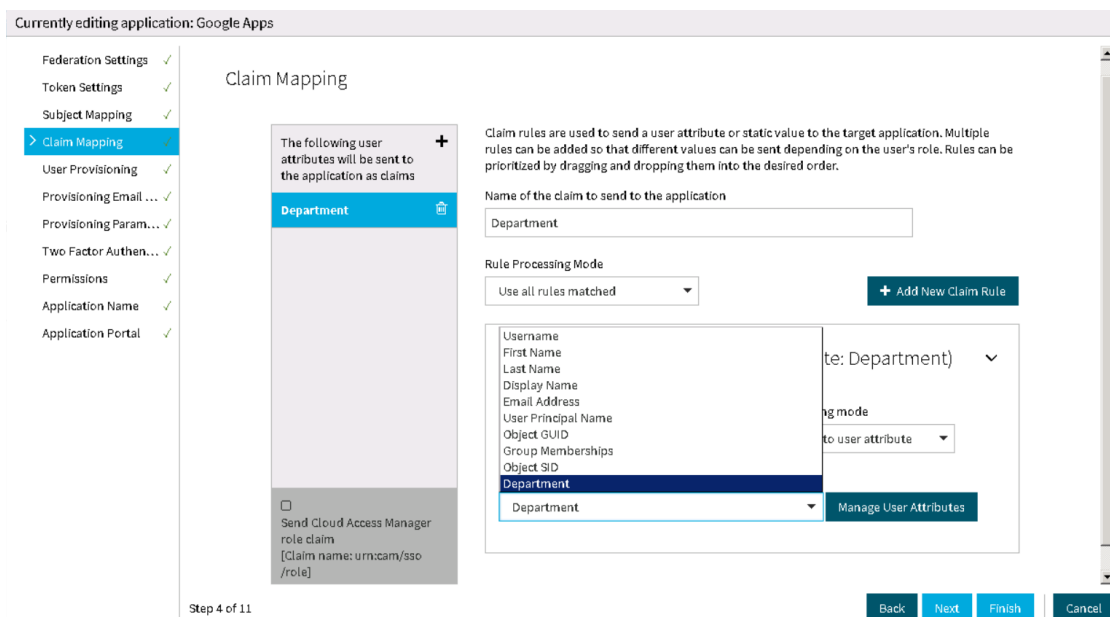 Currently editing application: Google Apps
Federation Settings
Token Settings
Subject Mapping
Claim Mapping
User Provisioning
Provisioning Email ...
Provisioning Param...
Two Factor Authen...
Permissions
Application Name
Application Portal
Claim Mapping
The following user
attributes will be sent to
the application as claims
Department
Send Cloud Access Manager
role claim
[Claim name: urn:cam/sso
/role]
Claim rules are used to send a user attribute or static value to the target application. Multiple
rules can be added so that different values can be sent depending on the user's role. Rules can be
prioritized by dragging and dropping them into the desired order.
Name of the claim to send to the application
Department
Rule Processing Mode
Use all rules matched
+ Add New Claim Rule
te: Department)
ng mode
to user attribute
Username
First Name
Last Name
Display Name
Email Address
User Principal Name
Object GUID
Group Memberships
Object SID
Department
Department
Manage User Attributes
Step 4 of 11
Back
Next
Finish
Cancel